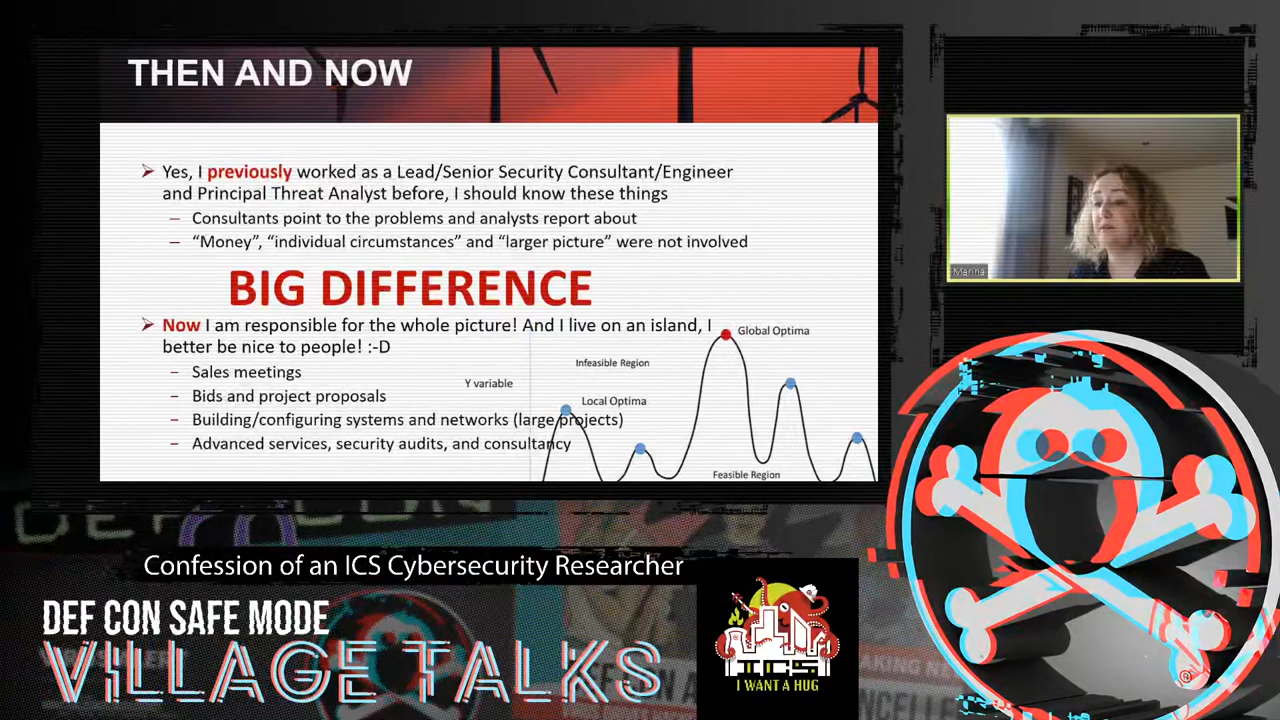 THEN AND NOW
Yes, I previously worked as a Lead/Senior Security Consultant/Engineer
and Principal Threat Analyst before, I should know these things
– Consultants point to the problems and analysts report about
– “Money”, “individual circumstances” and “larger picture” were not involved
BIG DIFFERENCE
Now I am responsible for the whole picture! And I live on an island, I
better be nice to people! :-D
– Sales meetings
– Bids and project proposals
– Building/configuring systems and networks (large projects)
– Advanced services, security audits, and consultancy
Global Optima
Infeasible Region
Y variable
Local Optima
Feasible Region
Marina
Confession of an ICS Cybersecurity Researcher
DEF CON SAFE MODE
VILLAGE TALKS
ICS
I WANT A HUG
DEF CON